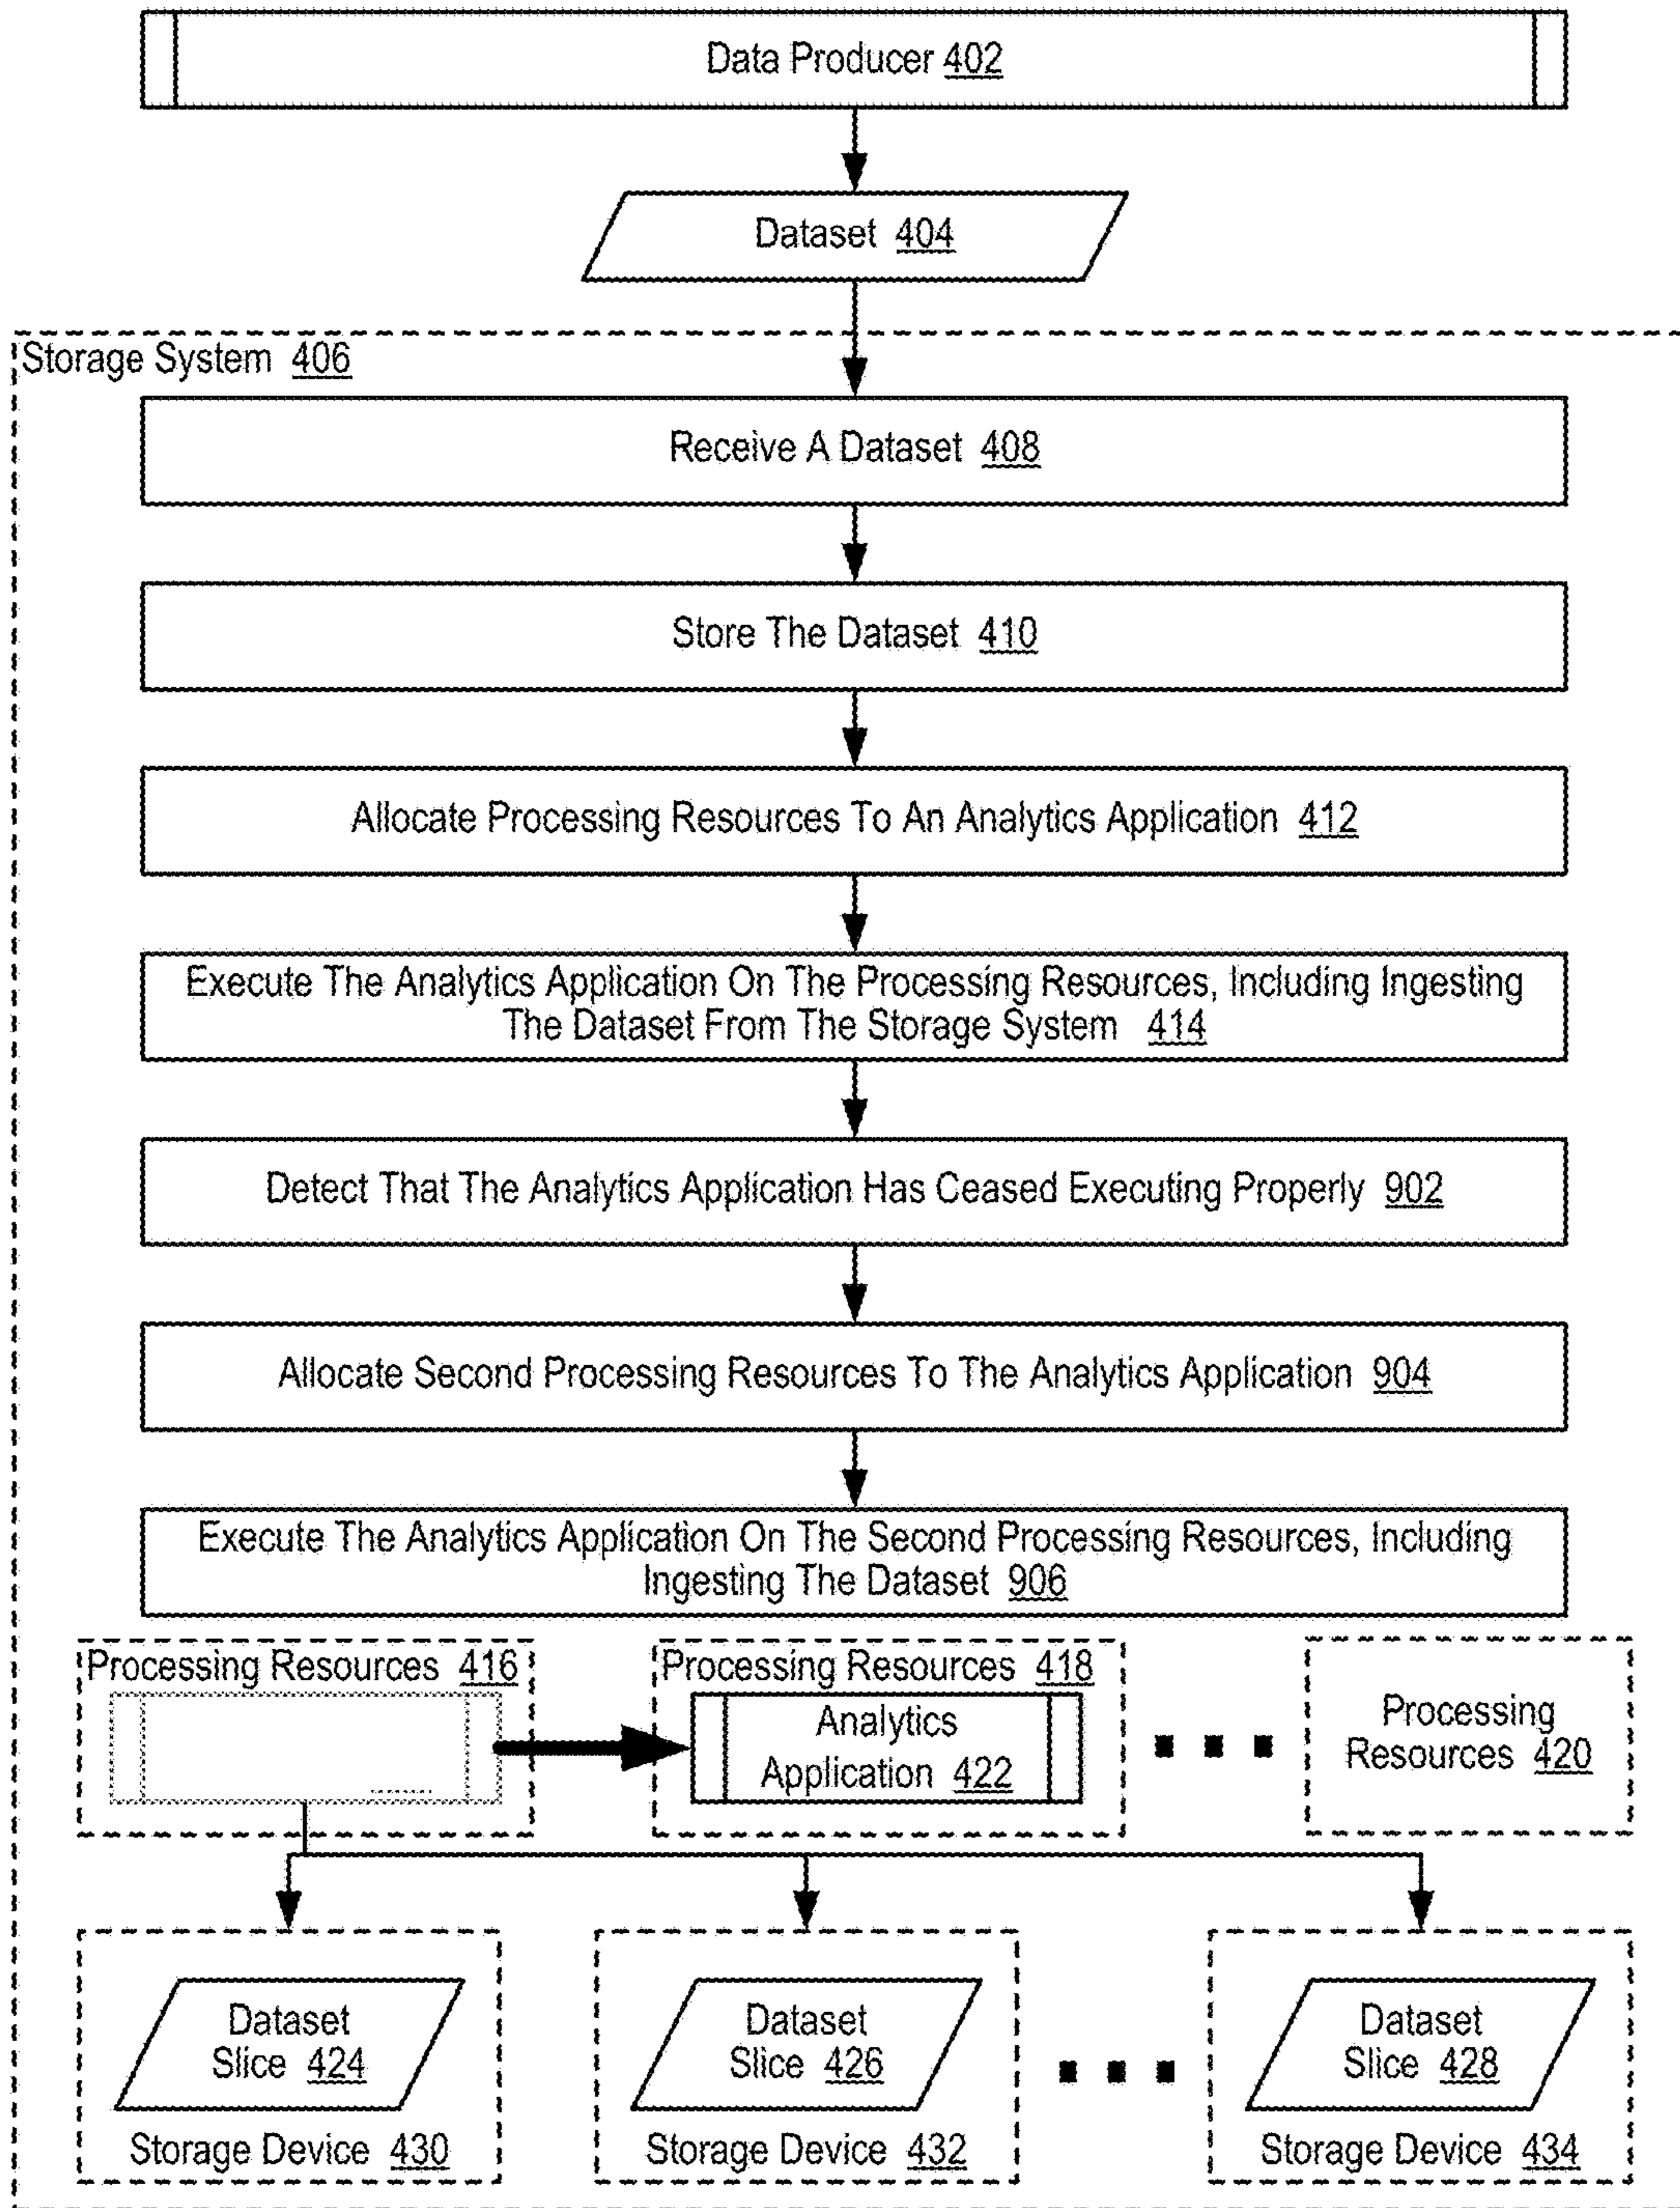 Data Producer 402
Dataset 404
Storage System 406
Receive A Dataset 408
Store The Dataset 410
Allocate Processing Resources To An Analytics Application 412
Execute The Analytics Application On The Processing Resources, Including Ingesting
The Dataset From The Storage System 414
Detect That The Analytics Application Has Ceased Executing Properly 902
Allocate Second Processing Resources To The Analytics Application 904
Execute The Analytics Application On The Second Processing Resources, Including
Ingesting The Dataset 906
Processing Resources 416
Processing Resources 418
Analytics
Application 422
Processing
Resources 420
Dataset
Slice 424
Storage Device 430
Dataset
Slice 426
Storage Device 432
Dataset
Slice 428
Storage Device 434